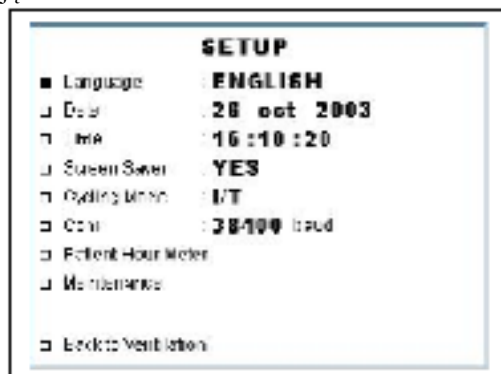 SETUP
■ Language : ENGLISH
□ Date : 28 oct 2003
□ Time : 16:10:20
□ Screen Saver : YES
□ Cycling Mode : I/T
□ Com : 38400 baud
□ Patient Hour Meter
□ Maintenance
□ Back to Ventilation